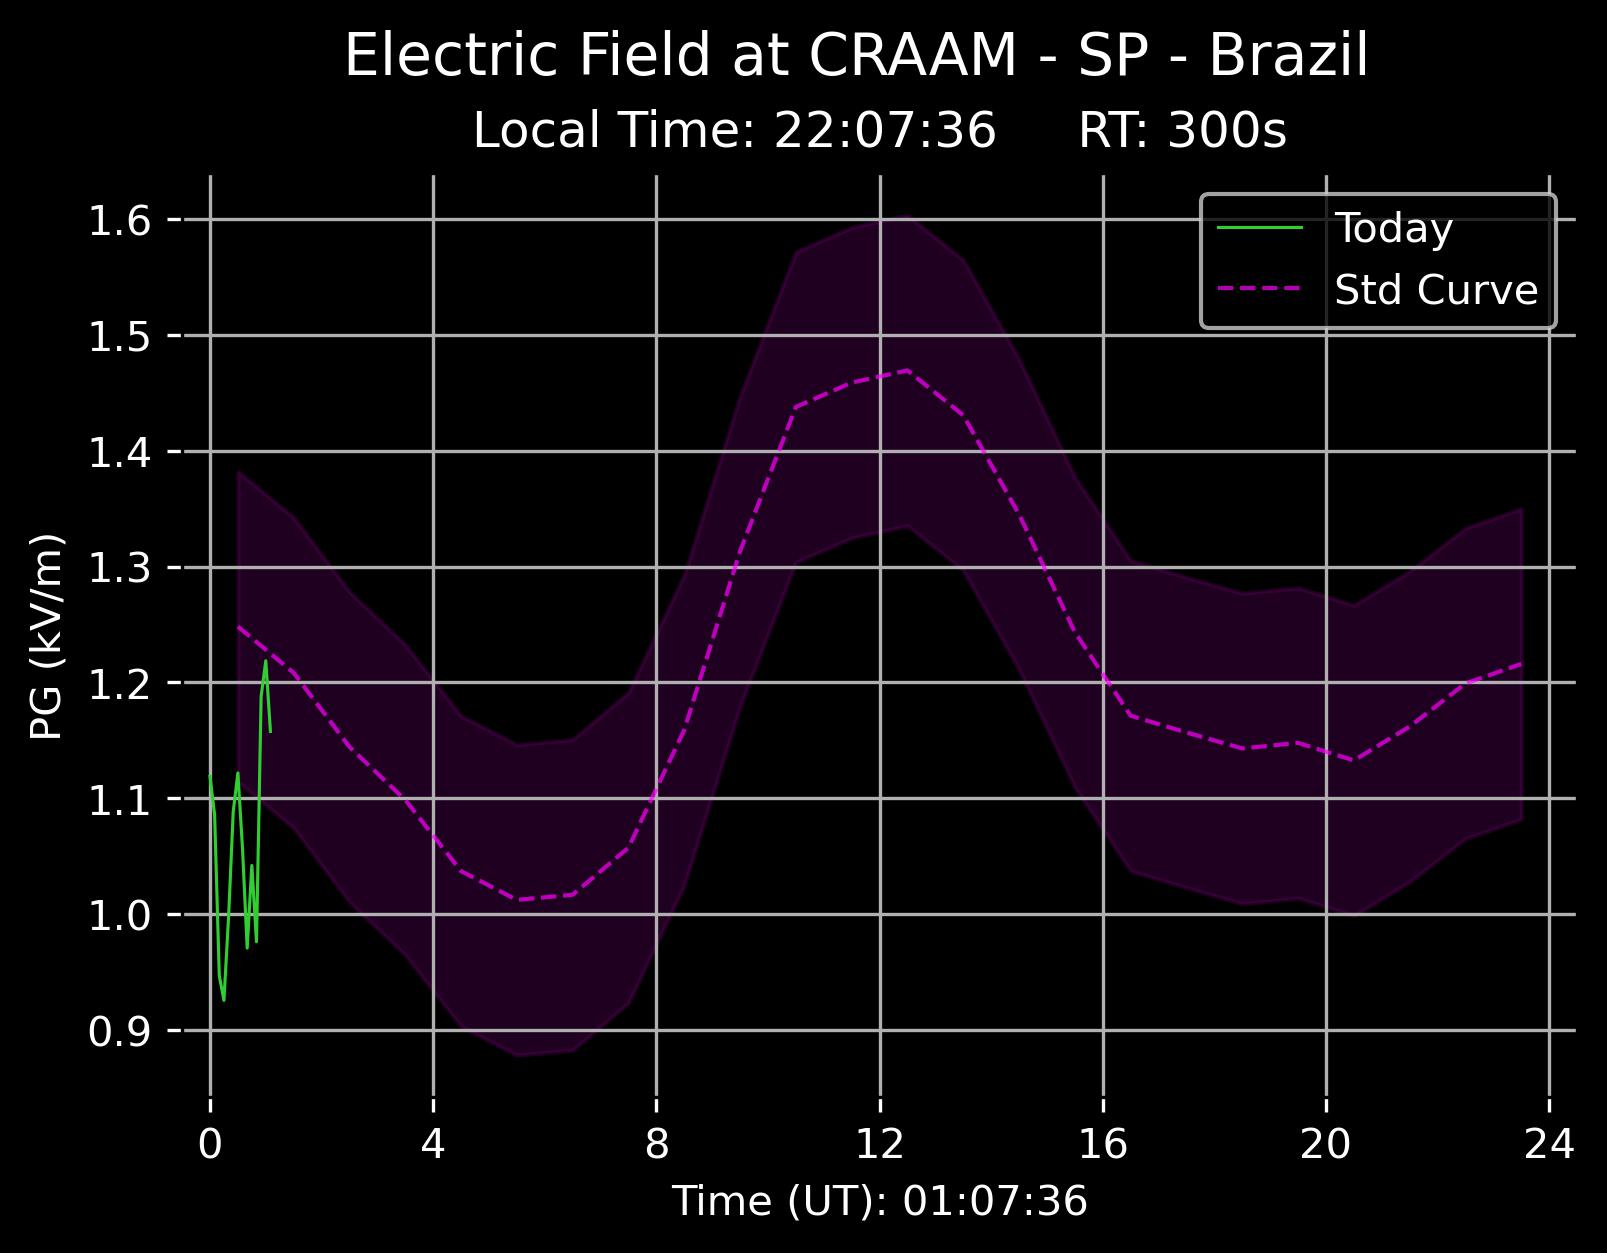 Electric Field at CRAAM - SP - Brazil
Local Time: 22:07:36 RT: 300s
Today
Std Curve
PG (kV/m)
1.6
1.5
1.4
1.3
1.2
1.1
1.0
0.9
0 4 8 12 16 20 24
Time (UT): 01:07:36